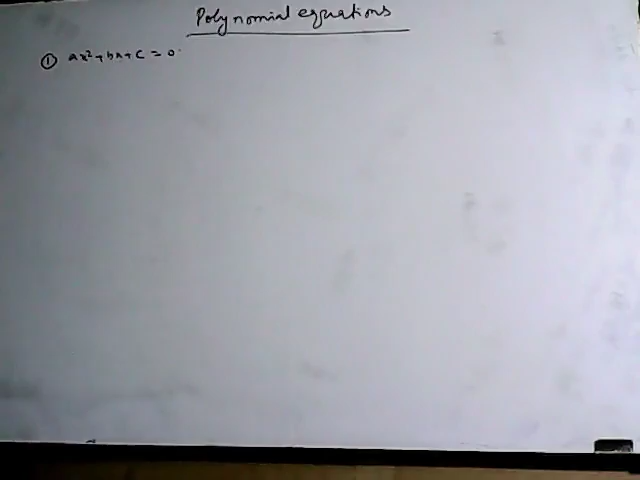 Polynomial equations
① ax²+bx+c = 0